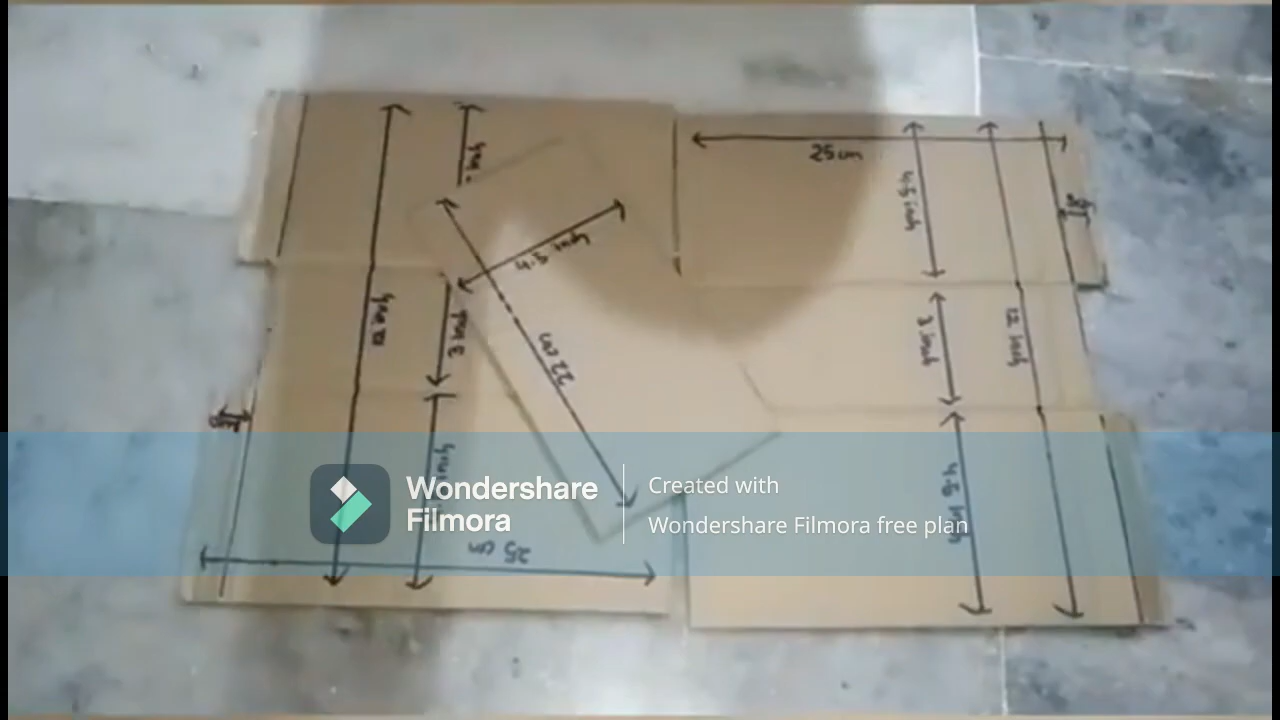 25 cm
4.5 inch
4.5 inch
3 inch
12 inch
3 inch
12 inch
22 cm
4.5 inch
Wondershare
Filmora
Created with
Wondershare Filmora free plan
25 cm